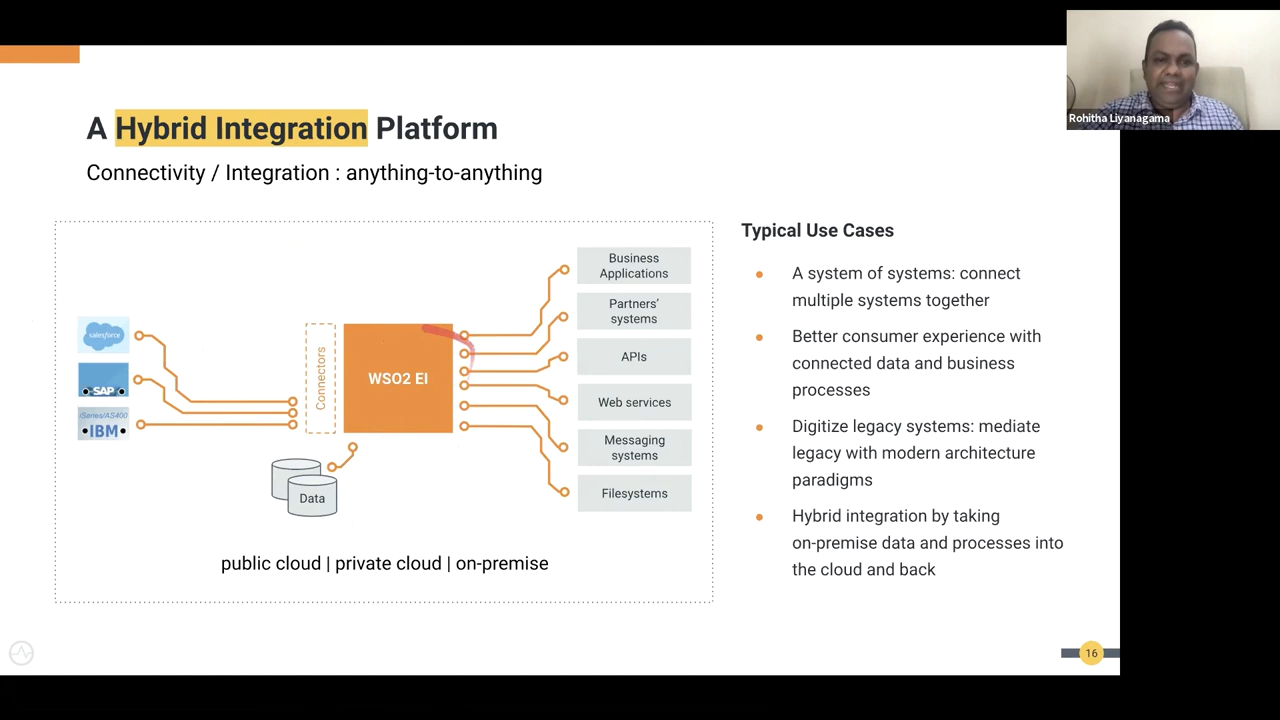 Rohitha Liyanagama
A Hybrid Integration Platform
Connectivity / Integration : anything-to-anything
salesforce
SAP
iSeries/AS400
IBM
Connectors
WSO2 EI
Data
Business
Applications
Partners'
systems
APIs
Web services
Messaging
systems
Filesystems
public cloud | private cloud | on-premise
Typical Use Cases
A system of systems: connect
multiple systems together
Better consumer experience with
connected data and business
processes
Digitize legacy systems: mediate
legacy with modern architecture
paradigms
Hybrid integration by taking
on-premise data and processes into
the cloud and back
16